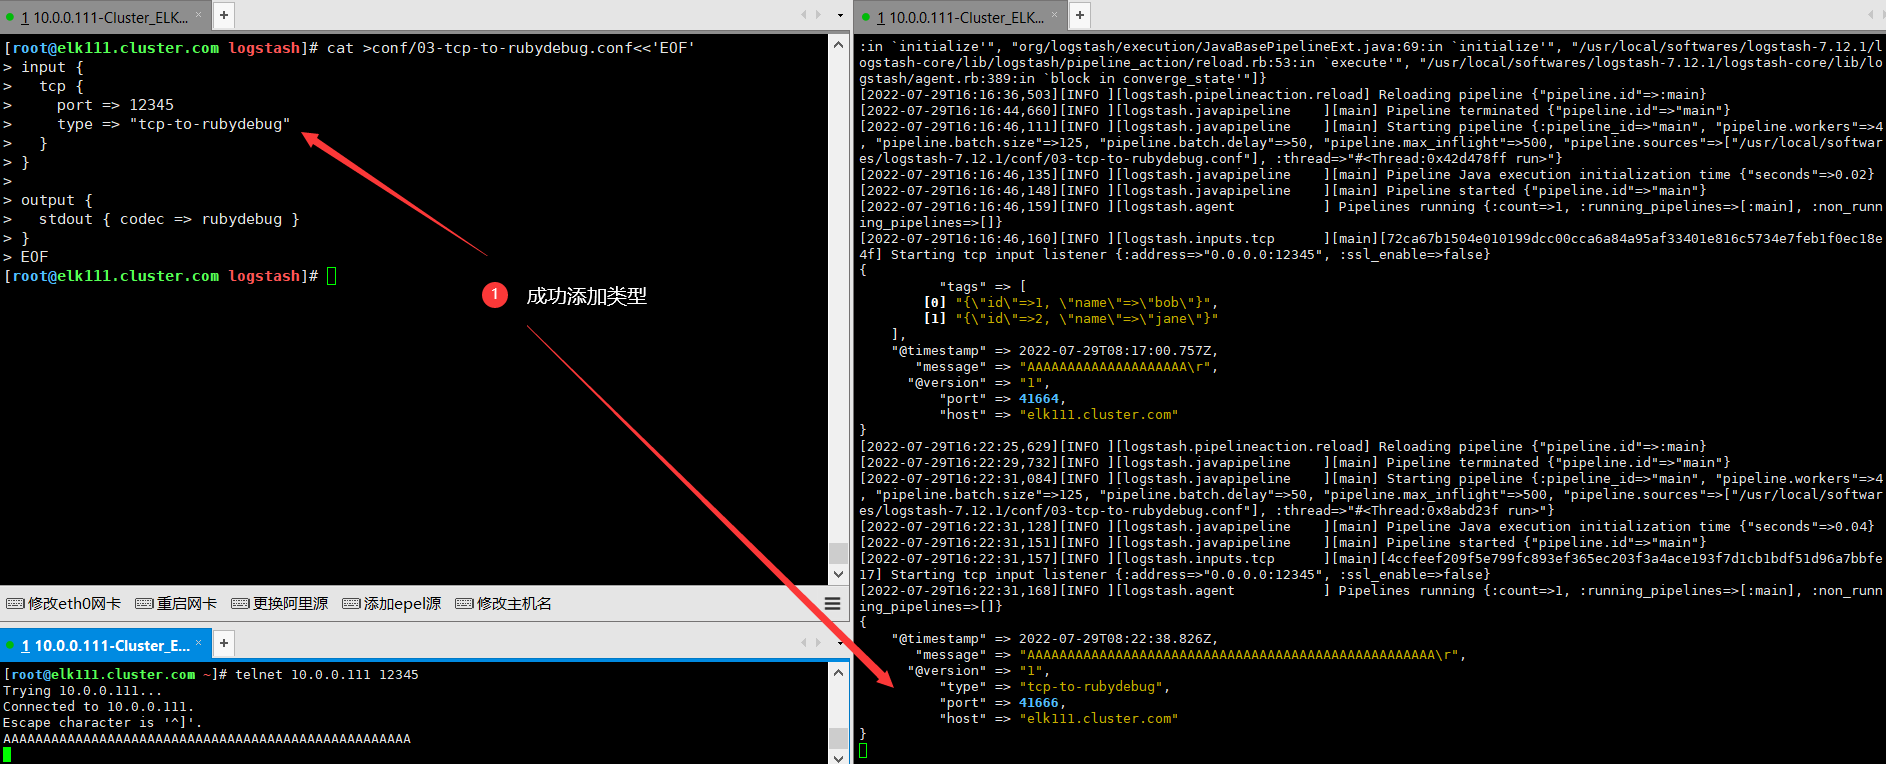 1 10.0.0.111-Cluster_ELK... × +
[root@elk111.cluster.com logstash]# cat >conf/03-tcp-to-rubydebug.conf<<'EOF'
> input {
>   tcp {
>     port => 12345
>     type => "tcp-to-rubydebug"
>   }
> }
>
> output {
>   stdout { codec => rubydebug }
> }
> EOF
[root@elk111.cluster.com logstash]#
1 成功添加类型
修改eth0网卡 重启网卡 更换阿里源 添加epel源 修改主机名
1 10.0.0.111-Cluster_E... × +
[root@elk111.cluster.com ~]# telnet 10.0.0.111 12345
Trying 10.0.0.111...
Connected to 10.0.0.111.
Escape character is '^]'.
AAAAAAAAAAAAAAAAAAAAAAAAAAAAAAAAAAAAAAAAAAAAAAAAAAA
1 10.0.0.111-Cluster_ELK... × +
:in `initialize'", "org/logstash/execution/JavaBasePipelineExt.java:69:in `initialize'", "/usr/local/softwares/logstash-7.12.1/l
ogstash-core/lib/logstash/pipeline_action/reload.rb:53:in `execute'", "/usr/local/softwares/logstash-7.12.1/logstash-core/lib/lo
gstash/agent.rb:389:in `block in converge_state'"]}
[2022-07-29T16:16:36,503][INFO ][logstash.pipelineaction.reload] Reloading pipeline {"pipeline.id"=>:main}
[2022-07-29T16:16:44,660][INFO ][logstash.javapipeline    ][main] Pipeline terminated {"pipeline.id"=>"main"}
[2022-07-29T16:16:46,111][INFO ][logstash.javapipeline    ][main] Starting pipeline {:pipeline_id=>"main", "pipeline.workers"=>4
, "pipeline.batch.size"=>125, "pipeline.batch.delay"=>50, "pipeline.max_inflight"=>500, "pipeline.sources"=>["/usr/local/softwar
es/logstash-7.12.1/conf/03-tcp-to-rubydebug.conf"], :thread=>"#<Thread:0x42d478ff run>"}
[2022-07-29T16:16:46,135][INFO ][logstash.javapipeline    ][main] Pipeline Java execution initialization time {"seconds"=>0.02}
[2022-07-29T16:16:46,148][INFO ][logstash.javapipeline    ][main] Pipeline started {"pipeline.id"=>"main"}
[2022-07-29T16:16:46,159][INFO ][logstash.agent           ] Pipelines running {:count=>1, :running_pipelines=>[:main], :non_runn
ing_pipelines=>[]}
[2022-07-29T16:16:46,160][INFO ][logstash.inputs.tcp      ][main][72ca67b1504e010199dcc00cca6a84a95af33401e816c5734e7feb1f0ec18e
4f] Starting tcp input listener {:address=>"0.0.0.0:12345", :ssl_enable=>false}
{
"tags" => [
[0] "{\"id\"=>1, \"name\"=>\"bob\"}",
[1] "{\"id\"=>2, \"name\"=>\"jane\"}"
],
"@timestamp" => 2022-07-29T08:17:00.757Z,
"message" => "AAAAAAAAAAAAAAAAAAAA\r",
"@version" => "1",
"port" => 41664,
"host" => "elk111.cluster.com"
}
[2022-07-29T16:22:25,629][INFO ][logstash.pipelineaction.reload] Reloading pipeline {"pipeline.id"=>:main}
[2022-07-29T16:22:29,732][INFO ][logstash.javapipeline    ][main] Pipeline terminated {"pipeline.id"=>"main"}
[2022-07-29T16:22:31,084][INFO ][logstash.javapipeline    ][main] Starting pipeline {:pipeline_id=>"main", "pipeline.workers"=>4
, "pipeline.batch.size"=>125, "pipeline.batch.delay"=>50, "pipeline.max_inflight"=>500, "pipeline.sources"=>["/usr/local/softwar
es/logstash-7.12.1/conf/03-tcp-to-rubydebug.conf"], :thread=>"#<Thread:0x8abd23f run>"}
[2022-07-29T16:22:31,128][INFO ][logstash.javapipeline    ][main] Pipeline Java execution initialization time {"seconds"=>0.04}
[2022-07-29T16:22:31,151][INFO ][logstash.javapipeline    ][main] Pipeline started {"pipeline.id"=>"main"}
[2022-07-29T16:22:31,157][INFO ][logstash.inputs.tcp      ][main][4ccfeef209f5e799fc893ef365ec203f3a4ace193f7d1cb1bdf51d96a7bbfe
17] Starting tcp input listener {:address=>"0.0.0.0:12345", :ssl_enable=>false}
[2022-07-29T16:22:31,168][INFO ][logstash.agent           ] Pipelines running {:count=>1, :running_pipelines=>[:main], :non_runn
ing_pipelines=>[]}
{
"@timestamp" => 2022-07-29T08:22:38.826Z,
"message" => "AAAAAAAAAAAAAAAAAAAAAAAAAAAAAAAAAAAAAAAAAAAAAAAAAAA\r",
"@version" => "1",
"type" => "tcp-to-rubydebug",
"port" => 41666,
"host" => "elk111.cluster.com"
}